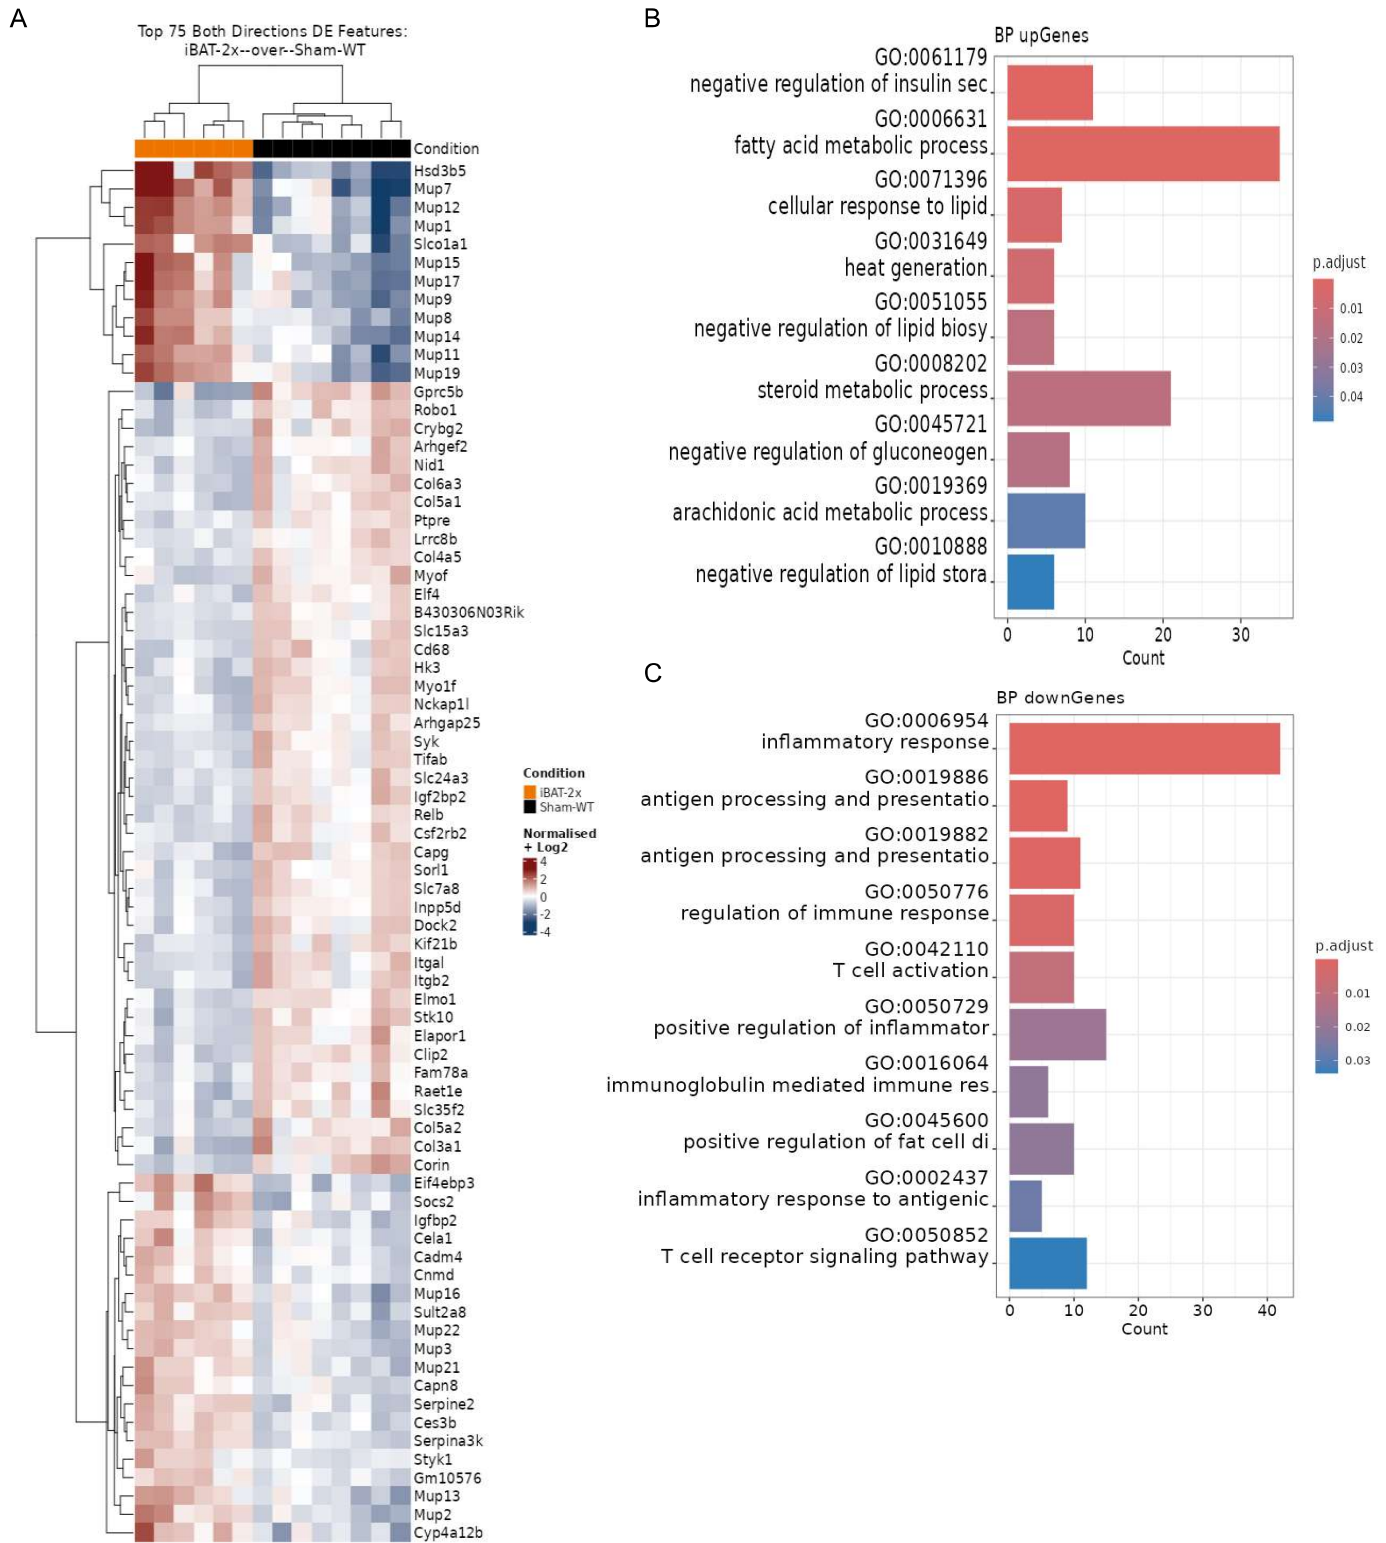 A
Top 75 Both Directions DE Features:
iBAT-2x--over--Sham-WT
Condition
Hsd3b5
Mup7
Mup12
Mup1
Slco1a1
Mup15
Mup17
Mup9
Mup8
Mup14
Mup11
Mup19
Gprc5b
Robo1
Crybg2
Arhgef2
Nid1
Col6a3
Col5a1
Ptpre
Lrrc8b
Col4a5
Myof
Elf4
B430306N03Rik
Slc15a3
Cd68
Hk3
Myo1f
Nckap1l
Arhgap25
Syk
Tifab
Slc24a3
Igf2bp2
Relb
Csf2rb2
Capg
Sorl1
Slc7a8
Inpp5d
Dock2
Kif21b
Itgal
Itgb2
Elmo1
Stk10
Elapor1
Clip2
Fam78a
Raet1e
Slc35f2
Col5a2
Col3a1
Corin
Eif4ebp3
Socs2
Igfbp2
Cela1
Cadm4
Cnmd
Mup16
Sult2a8
Mup22
Mup3
Mup21
Capn8
Serpine2
Ces3b
Serpina3k
Styk1
Gm10576
Mup13
Mup2
Cyp4a12b
Condition
iBAT-2x
Sham-WT
Normalised
+ Log2
4
2
0
-2
-4
B
BP upGenes
GO:0061179
negative regulation of insulin sec
GO:0006631
fatty acid metabolic process
GO:0071396
cellular response to lipid
GO:0031649
heat generation
GO:0051055
negative regulation of lipid biosy
GO:0008202
steroid metabolic process
GO:0045721
negative regulation of gluconeogen
GO:0019369
arachidonic acid metabolic process
GO:0010888
negative regulation of lipid stora
0 10 20 30
Count
p.adjust
0.01
0.02
0.03
0.04
C
BP downGenes
GO:0006954
inflammatory response
GO:0019886
antigen processing and presentatio
GO:0019882
antigen processing and presentatio
GO:0050776
regulation of immune response
GO:0042110
T cell activation
GO:0050729
positive regulation of inflammator
GO:0016064
immunoglobulin mediated immune res
GO:0045600
positive regulation of fat cell di
GO:0002437
inflammatory response to antigenic
GO:0050852
T cell receptor signaling pathway
0 10 20 30 40
Count
p.adjust
0.01
0.02
0.03